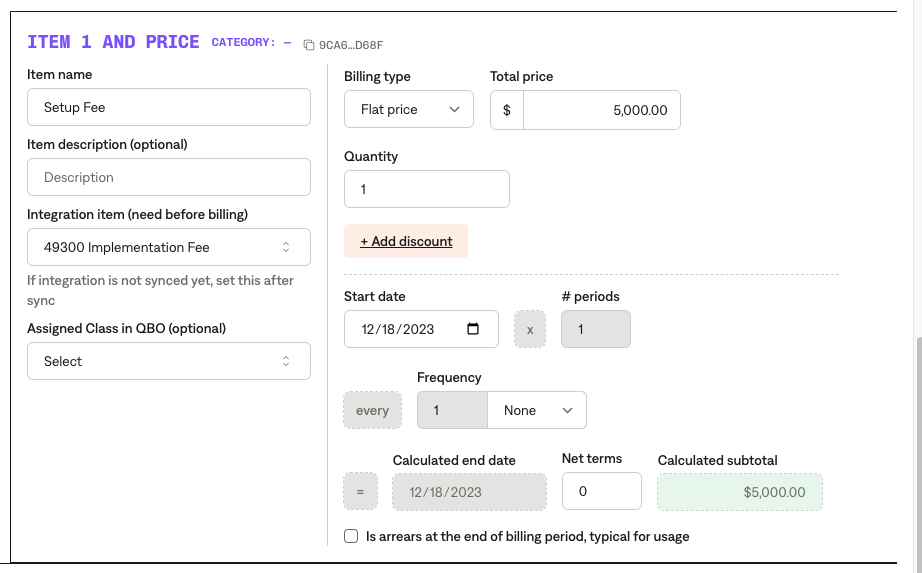 ITEM 1 AND PRICE CATEGORY: – 9CA6…D68F
Item name
Setup Fee
Item description (optional)
Description
Integration item (need before billing)
49300 Implementation Fee
If integration is not synced yet, set this after
sync
Assigned Class in QBO (optional)
Select
Billing type Total price
Flat price $ 5,000.00
Quantity
1
+ Add discount
Start date # periods
12/18/2023 x 1
Frequency
every 1 None
Calculated end date Net terms Calculated subtotal
= 12/18/2023 0 $5,000.00
Is arrears at the end of billing period, typical for usage